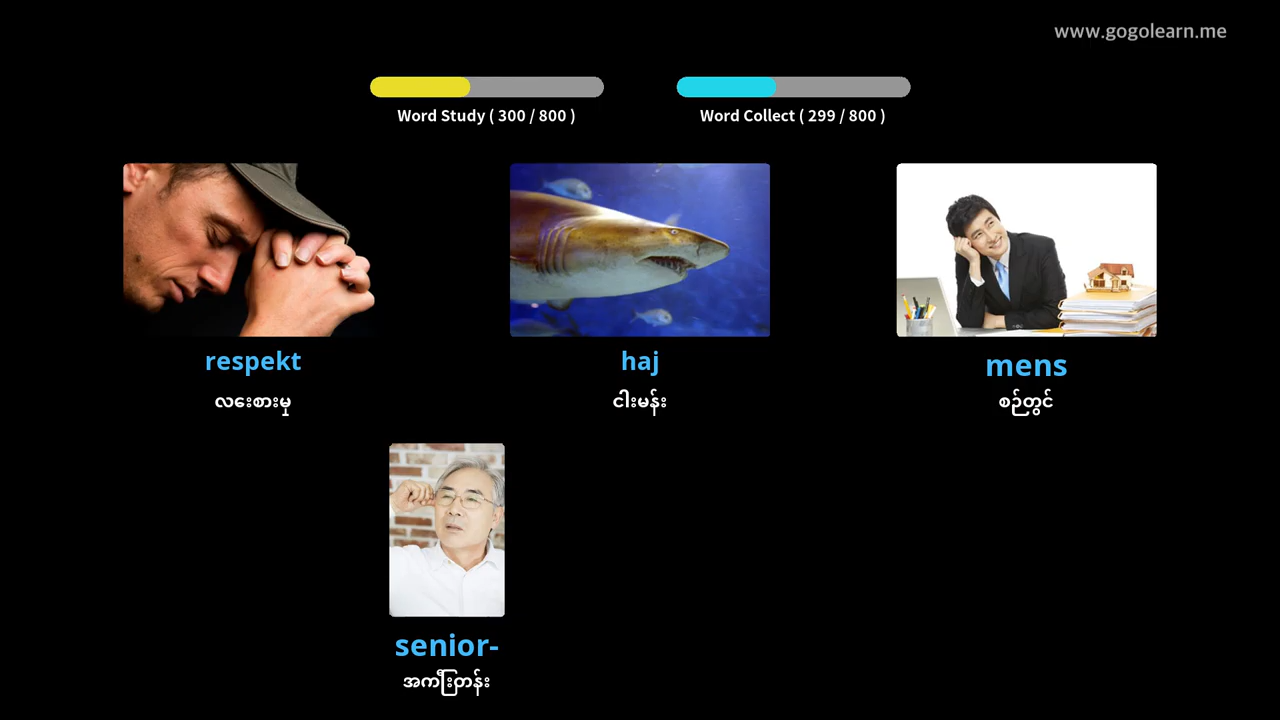 www.gogolearn.me
Word Study ( 300 / 800 )
Word Collect ( 299 / 800 )
respekt
haj
mens
လေးစားမှု
ငါးမန်း
စဉ်တွင်
senior-
အကြီးတန်း